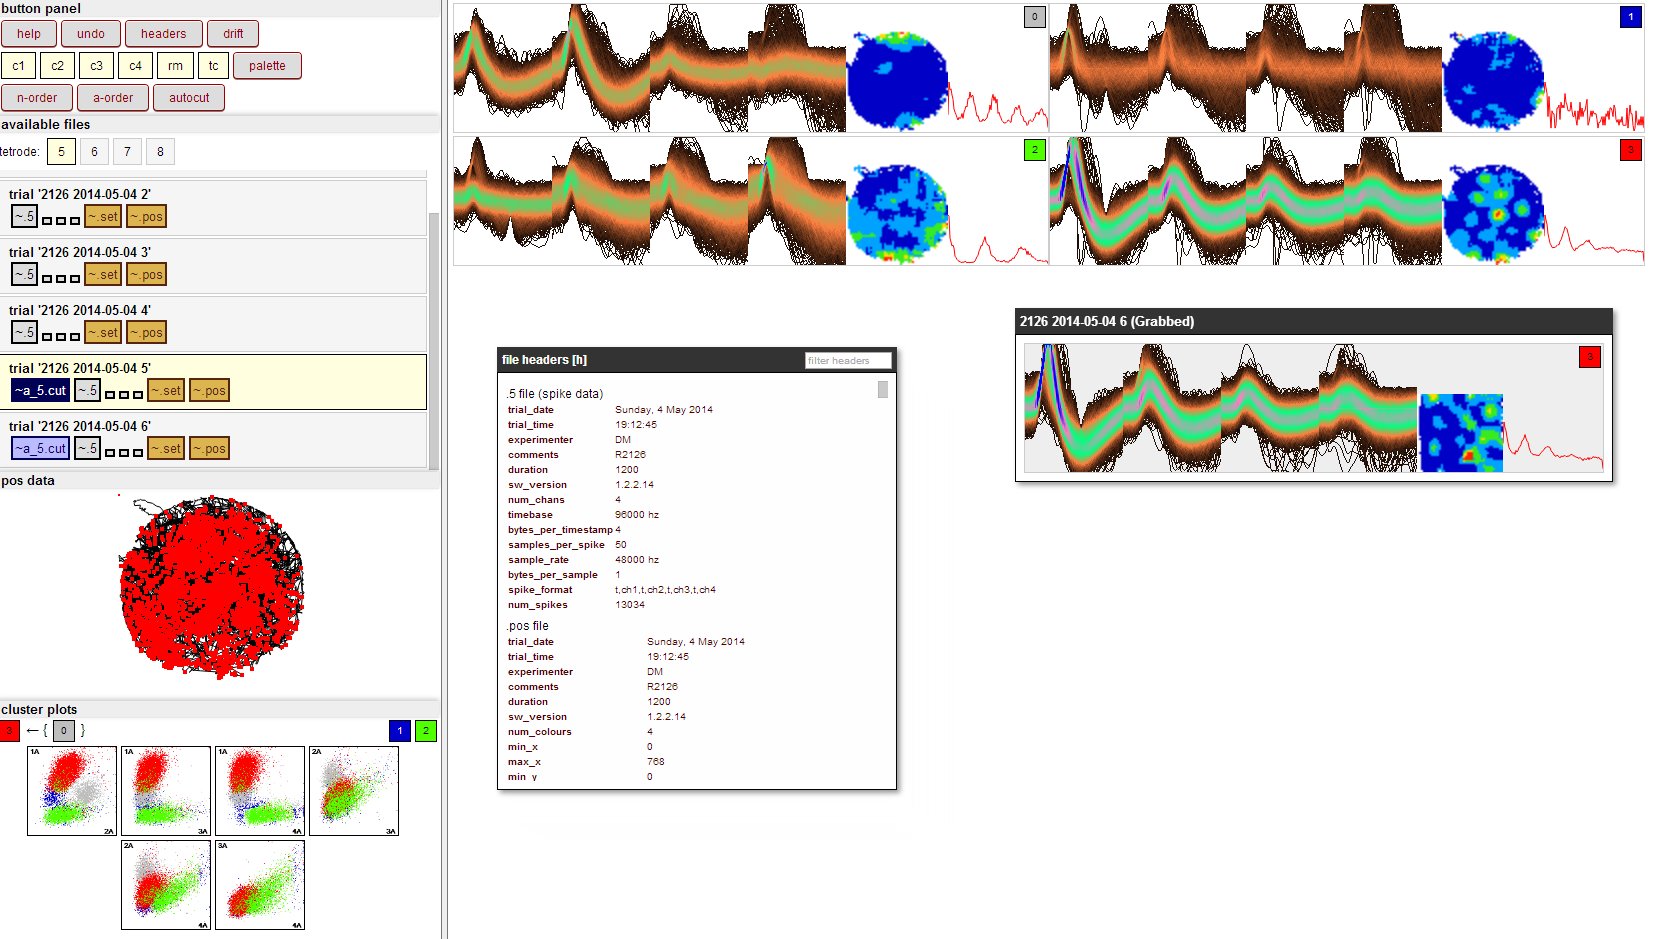 button panel
help undo headers drift
c1 c2 c3 c4 rm tc palette
n-order a-order autocut
available files
tetrode: 5 6 7 8
trial '2126 2014-05-04 2'
~.5 ~.set ~.pos
trial '2126 2014-05-04 3'
~.5 ~.set ~.pos
trial '2126 2014-05-04 4'
~.5 ~.set ~.pos
trial '2126 2014-05-04 5'
~a_5.cut ~.5 ~.set ~.pos
trial '2126 2014-05-04 6'
~a_5.cut ~.5 ~.set ~.pos
pos data
cluster plots
3 ← { 0 } 1 2
1A 2A
1A 3A
1A 4A
2A 3A
2A 4A
3A 4A
0
1
2
3
file headers [h] filter headers
.5 file (spike data)
trial_date Sunday, 4 May 2014
trial_time 19:12:45
experimenter DM
comments R2126
duration 1200
sw_version 1.2.2.14
num_chans 4
timebase 96000 hz
bytes_per_timestamp 4
samples_per_spike 50
sample_rate 48000 hz
bytes_per_sample 1
spike_format t,ch1,t,ch2,t,ch3,t,ch4
num_spikes 13034
.pos file
trial_date Sunday, 4 May 2014
trial_time 19:12:45
experimenter DM
comments R2126
duration 1200
sw_version 1.2.2.14
num_colours 4
min_x 0
max_x 768
min_y 0
2126 2014-05-04 6 (Grabbed)
3